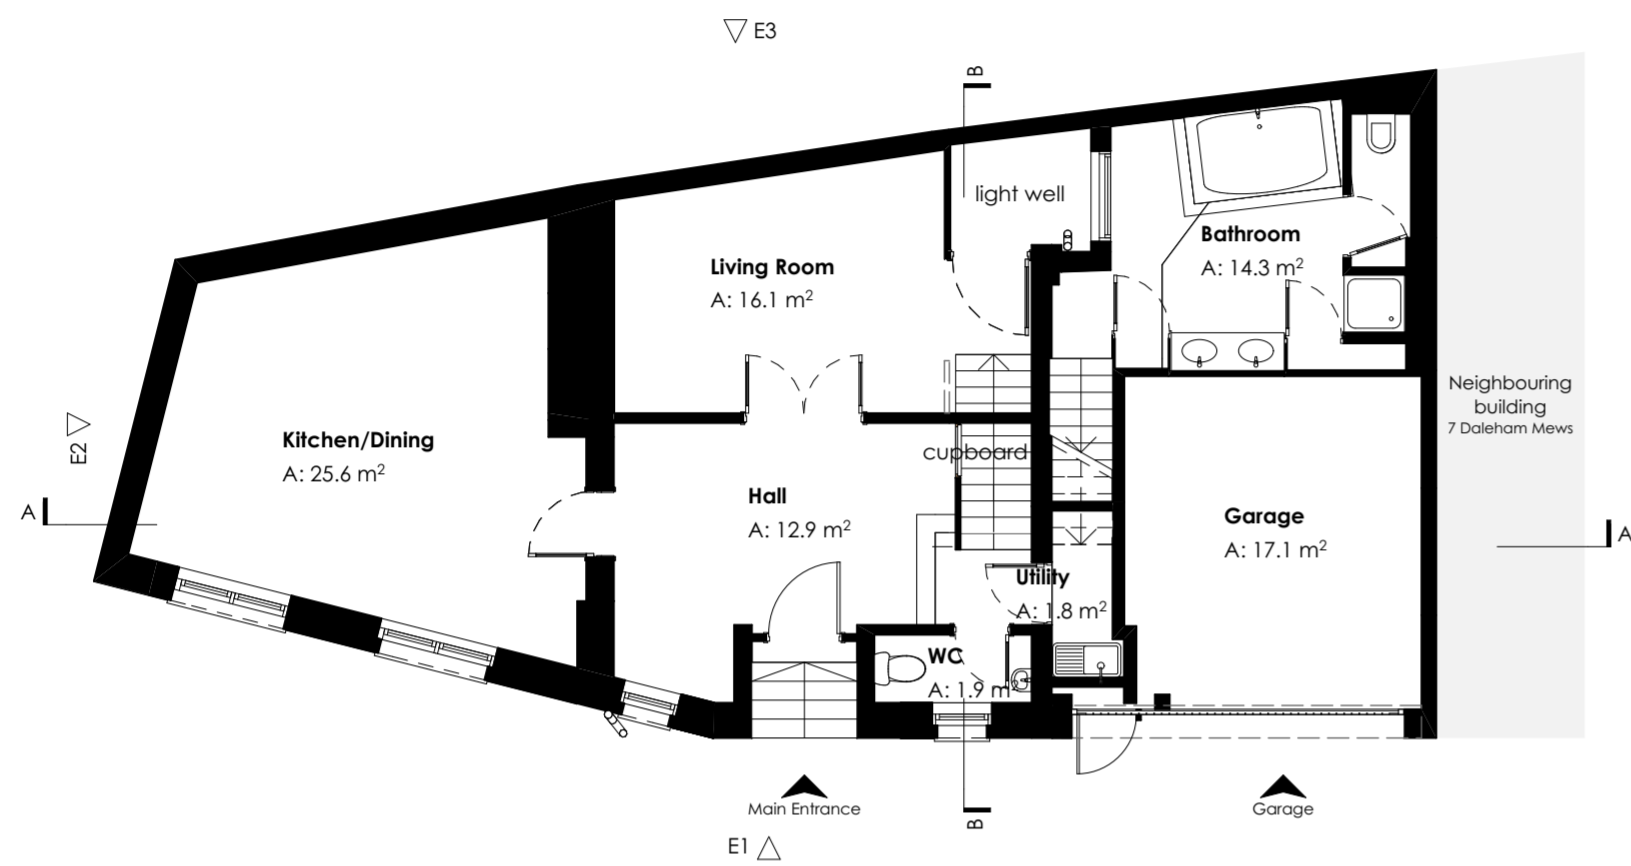 E3
B
light well
Bathroom
A: 14.3 m²
Living Room
A: 16.1 m²
Neighbouring
building
7 Daleham Mews
E2
Kitchen/Dining
A: 25.6 m²
cupboard
Hall
A: 12.9 m²
Garage
A: 17.1 m²
A
A
Utility
A: 1.8 m²
WC
A: 1.9 m²
Main Entrance
Garage
B
E1